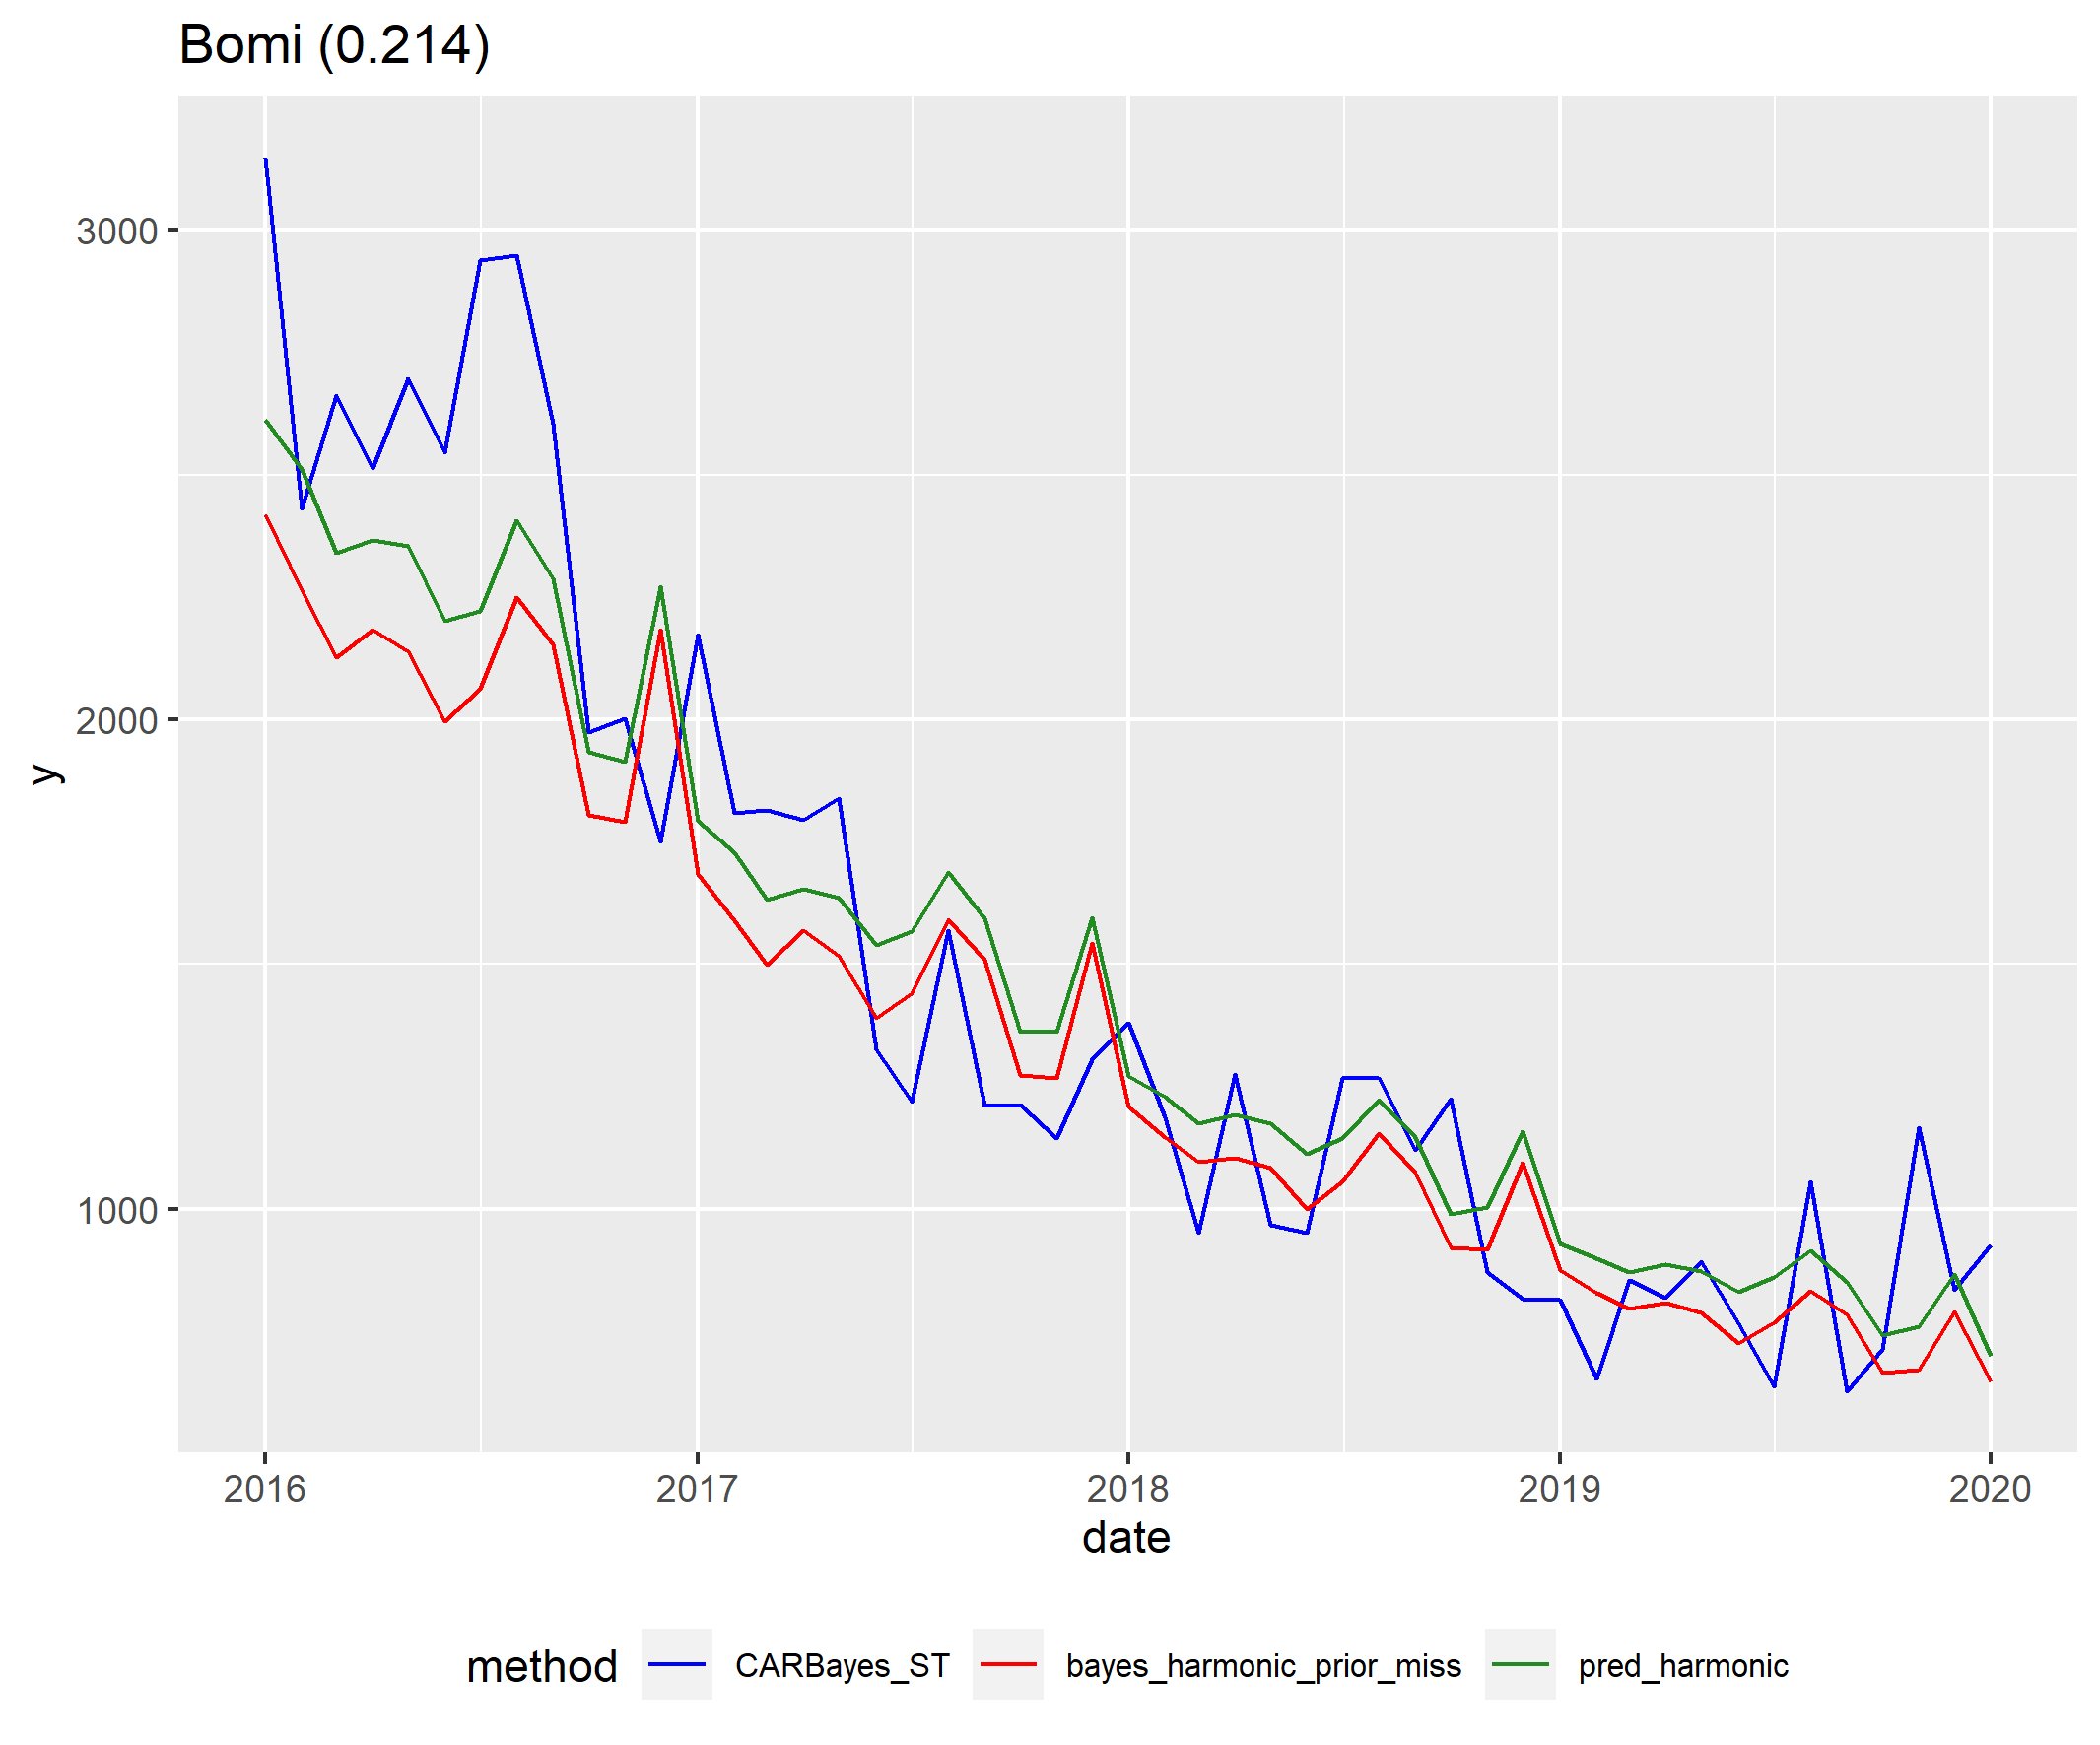 Bomi (0.214)
3000
2000
1000
y
2016 2017 2018 2019 2020
date
method CARBayes_ST bayes_harmonic_prior_miss pred_harmonic